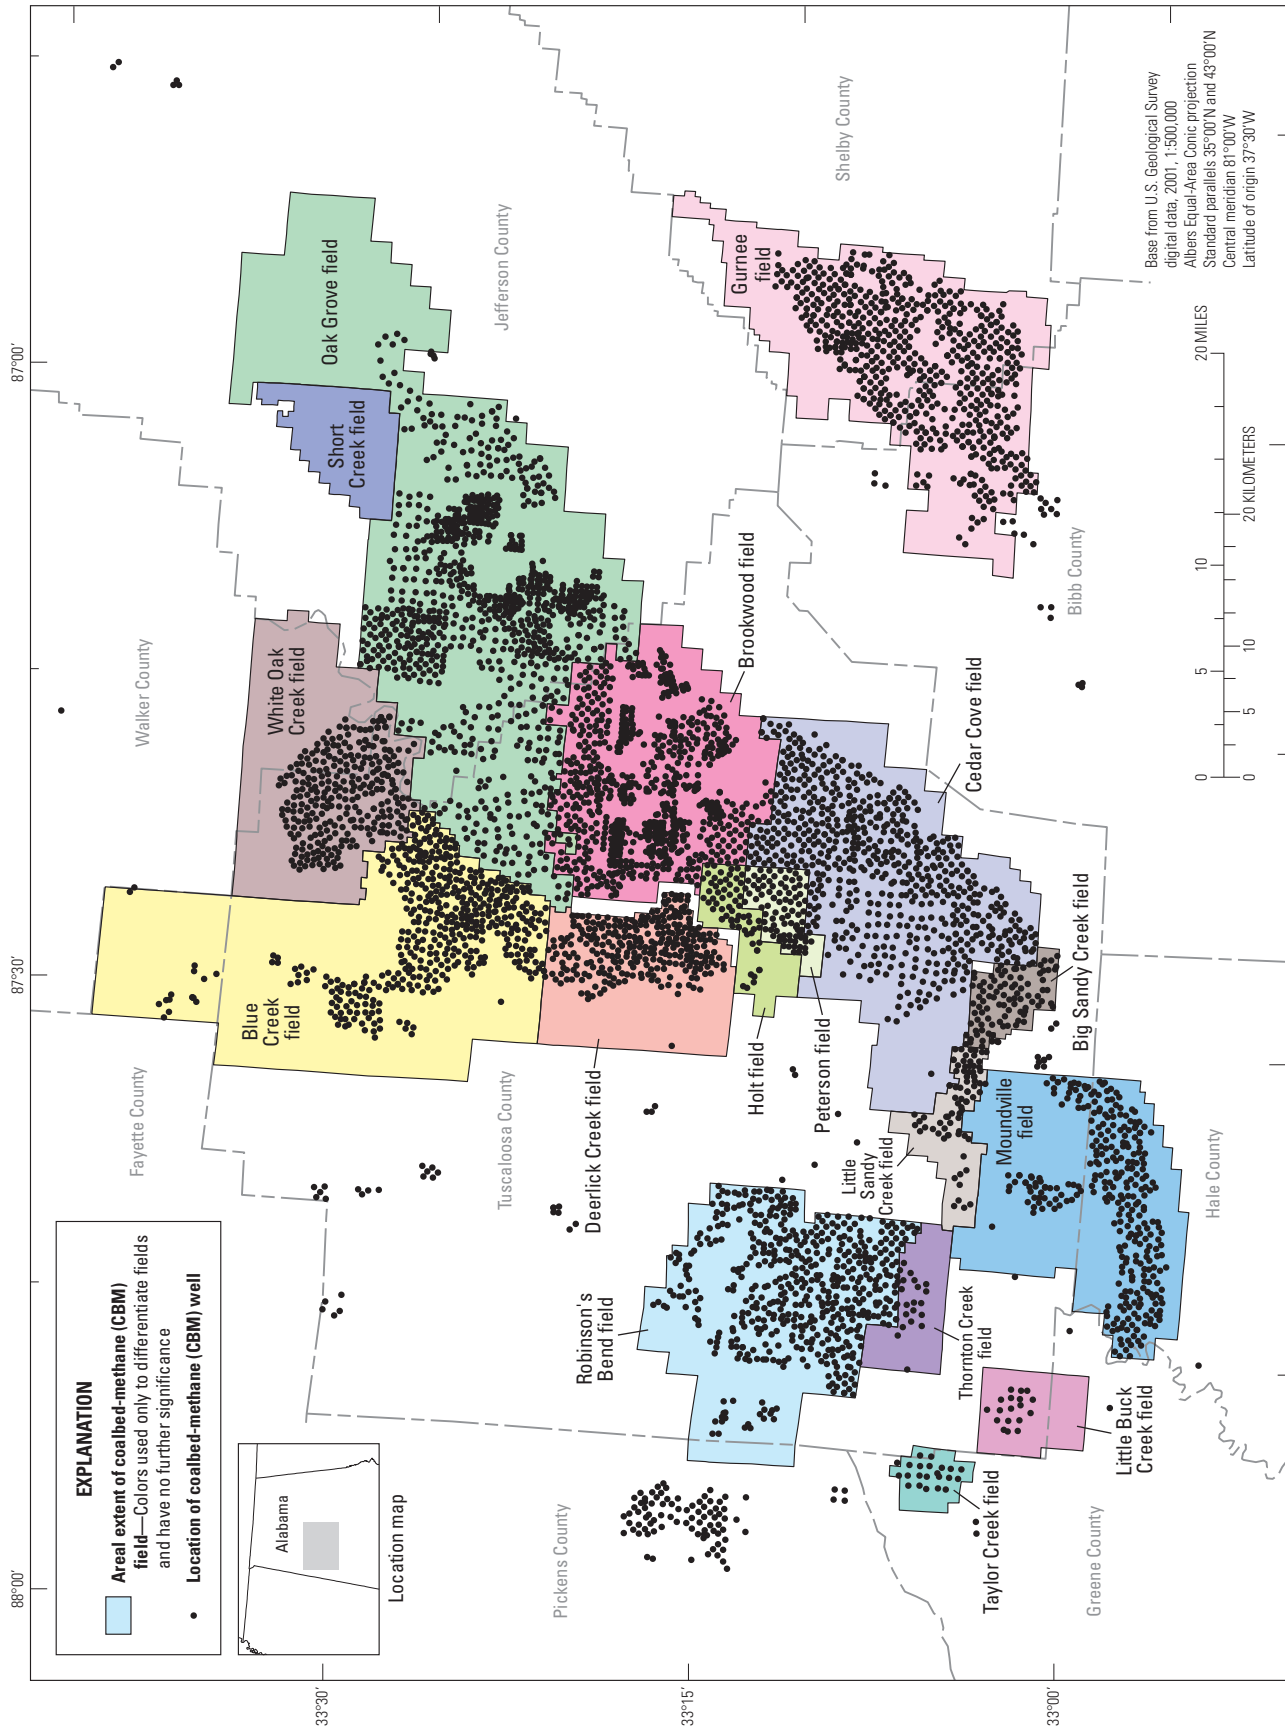 88°00'
87°30'
87°00'
33°30'
33°15'
33°00'
EXPLANATION
Areal extent of coalbed-methane (CBM)
field—Colors used only to differentiate fields
and have no further significance
Location of coalbed-methane (CBM) well
Alabama
Location map
Fayette County
Walker County
Jefferson County
Shelby County
Tuscaloosa County
Pickens County
Greene County
Hale County
Bibb County
Blue
Creek
field
White Oak
Creek field
Short
Creek field
Oak Grove field
Deerlick Creek field
Brookwood field
Gurnee
field
Holt field
Peterson field
Cedar Cove field
Robinson's
Bend field
Little
Sandy
Creek field
Big Sandy Creek field
Moundville
field
Thornton Creek
field
Taylor Creek field
Little Buck
Creek field
0 5 10 20 MILES
0 5 10 20 KILOMETERS
Base from U.S. Geological Survey
digital data, 2001, 1:500,000
Albers Equal-Area Conic projection
Standard parallels 35°00'N and 43°00'N
Central meridian 81°00'W
Latitude of origin 37°30'W